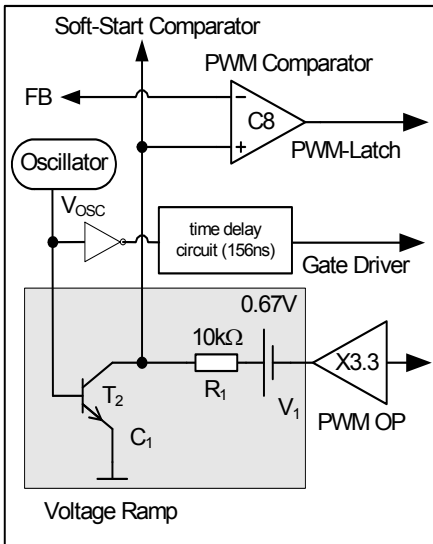 Soft-Start Comparator
PWM Comparator
FB
C8
Oscillator
PWM-Latch
VOSC
time delay
circuit (156ns)
Gate Driver
0.67V
10kΩ
X3.3
T2
R1
V1
C1
PWM OP
Voltage Ramp